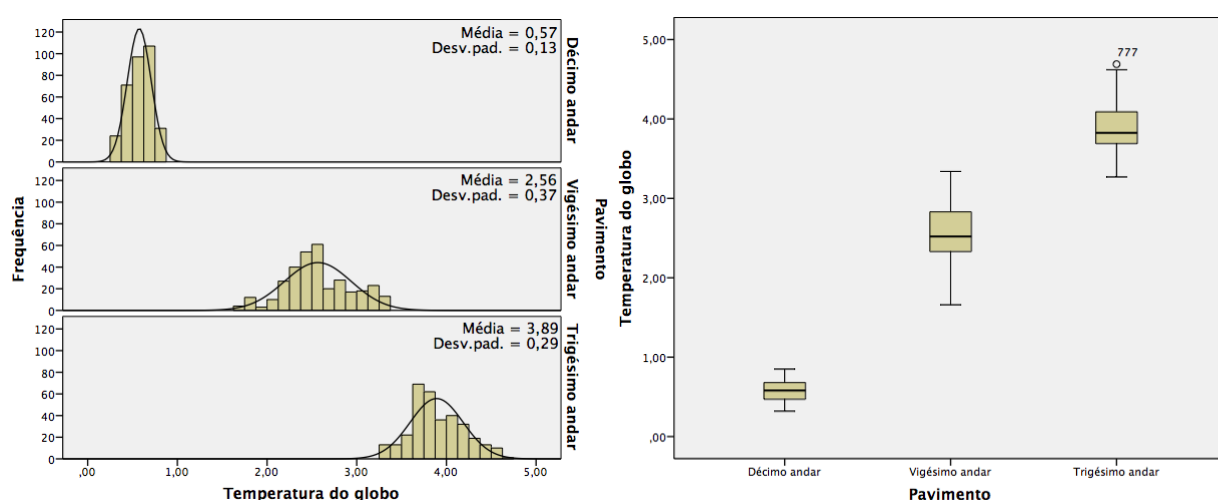 120
100
80
60
40
20
0
Média = 0,57
Desv.pad. = 0,13
Décimo andar
120
100
80
60
40
20
0
Média = 2,56
Desv.pad. = 0,37
Vigésimo andar
120
100
80
60
40
20
0
Média = 3,89
Desv.pad. = 0,29
Trigésimo andar
Frequência
Pavimento
,00 1,00 2,00 3,00 4,00 5,00
Temperatura do globo
5,00
4,00
3,00
2,00
1,00
,00
Temperatura do globo
777
Décimo andar Vigésimo andar Trigésimo andar
Pavimento